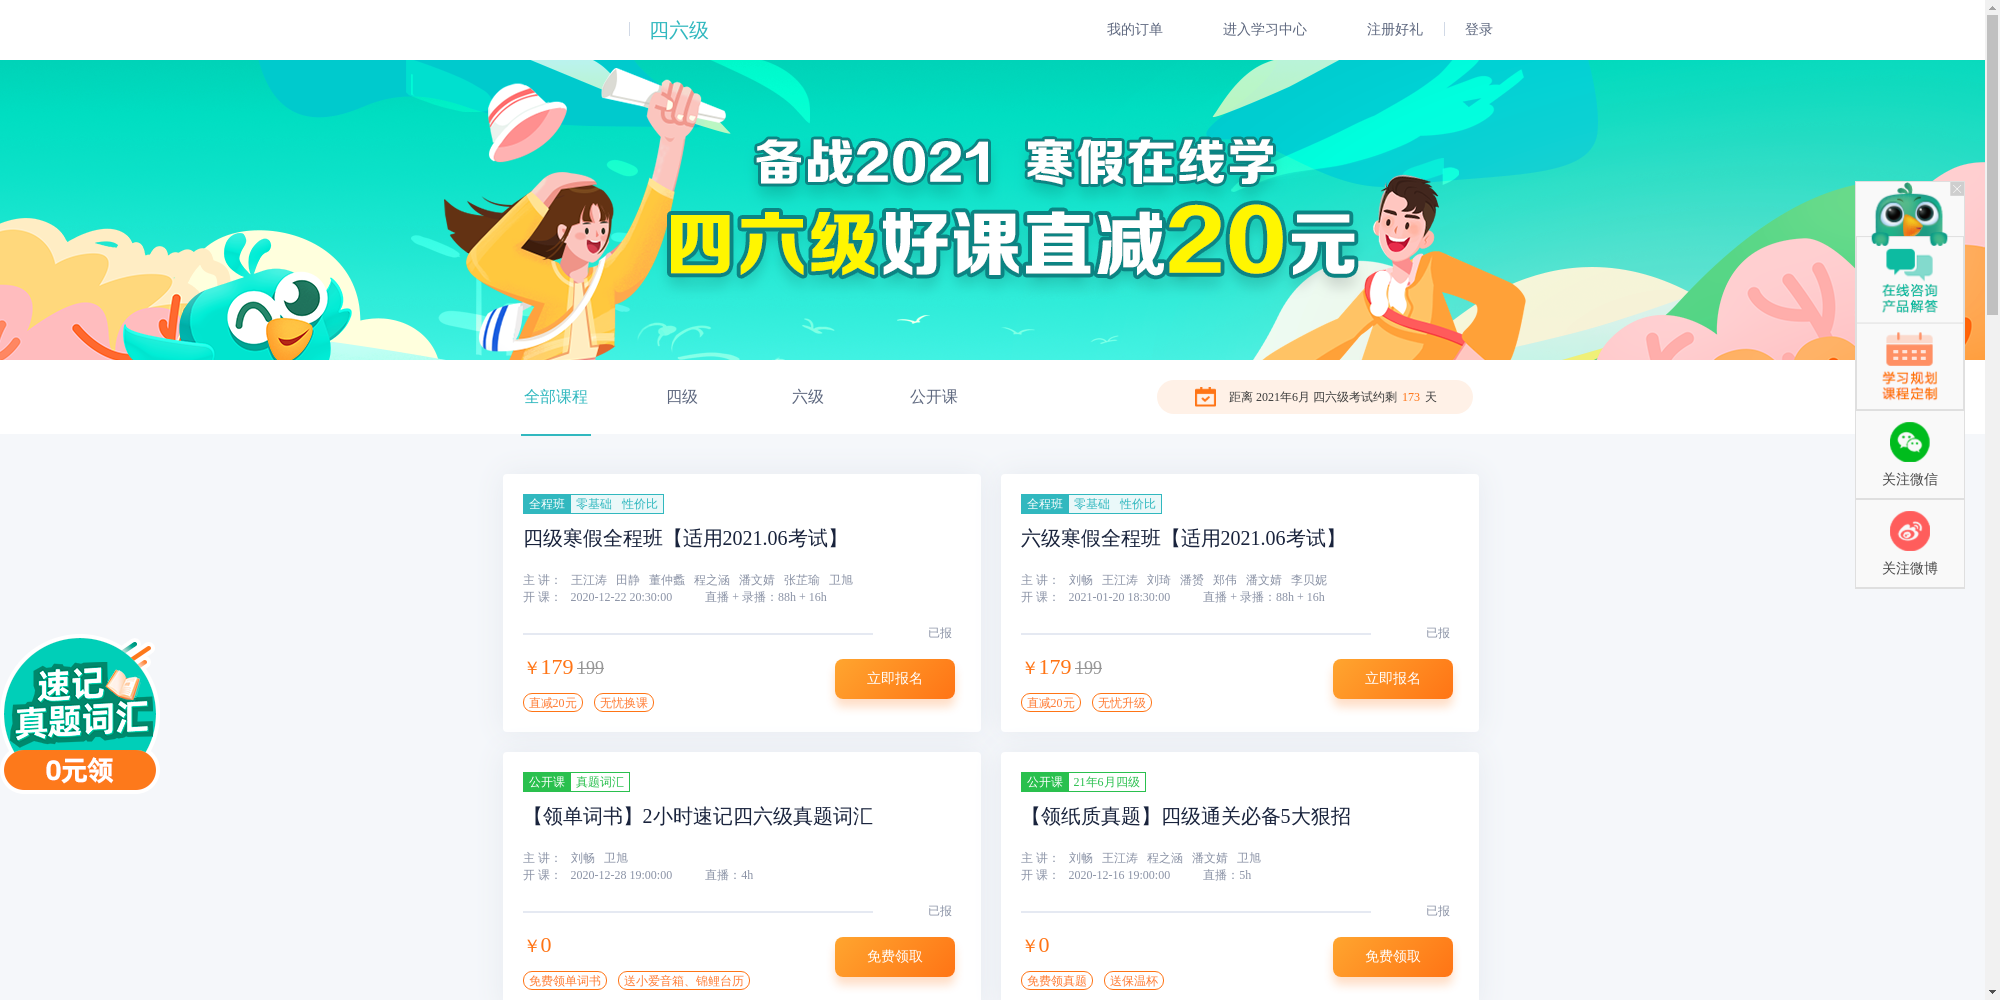 四六级
我的订单
进入学习中心
注册好礼
登录
备战2021 寒假在线学
四六级好课直减20元
在线咨询
产品解答
学习规划
课程定制
关注微信
关注微博
全部课程
四级
六级
公开课
距离 2021年6月 四六级考试约剩 173 天
全程班 零基础 性价比
四级寒假全程班【适用2021.06考试】
主 讲： 王江涛 田静 董仲蠡 程之涵 潘文婧 张芷瑜 卫旭
开 课： 2020-12-22 20:30:00 直播 + 录播：88h + 16h
已报
￥179 199
立即报名
直减20元 无忧换课
全程班 零基础 性价比
六级寒假全程班【适用2021.06考试】
主 讲： 刘畅 王江涛 刘琦 潘赟 郑伟 潘文婧 李贝妮
开 课： 2021-01-20 18:30:00 直播 + 录播：88h + 16h
已报
￥179 199
立即报名
直减20元 无忧升级
速记
真题词汇
0元领
公开课 真题词汇
【领单词书】2小时速记四六级真题词汇
主 讲： 刘畅 卫旭
开 课： 2020-12-28 19:00:00 直播：4h
已报
￥0
免费领取
免费领单词书 送小爱音箱、锦鲤台历
公开课 21年6月四级
【领纸质真题】四级通关必备5大狠招
主 讲： 刘畅 王江涛 程之涵 潘文婧 卫旭
开 课： 2020-12-16 19:00:00 直播：5h
已报
￥0
免费领取
免费领真题 送保温杯